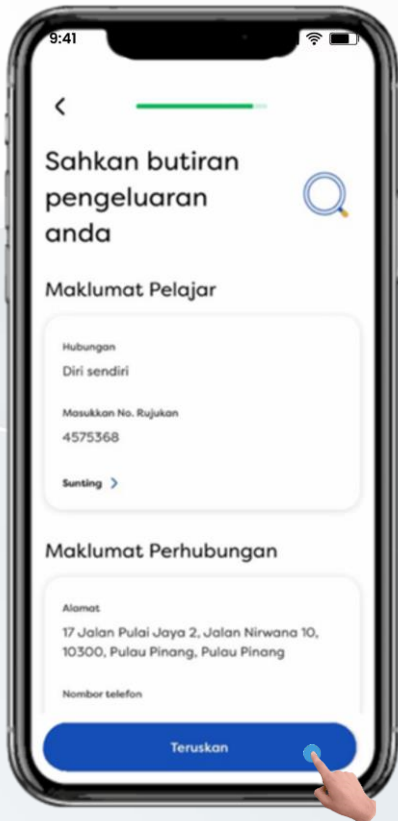 9:41
Sahkan butiran
pengeluaran
anda
Maklumat Pelajar
Hubungan
Diri sendiri
Masukkan No. Rujukan
4575368
Sunting
Maklumat Perhubungan
Alamat
17 Jalan Pulai Jaya 2, Jalan Nirwana 10,
10300, Pulau Pinang, Pulau Pinang
Nombor telefon
Teruskan